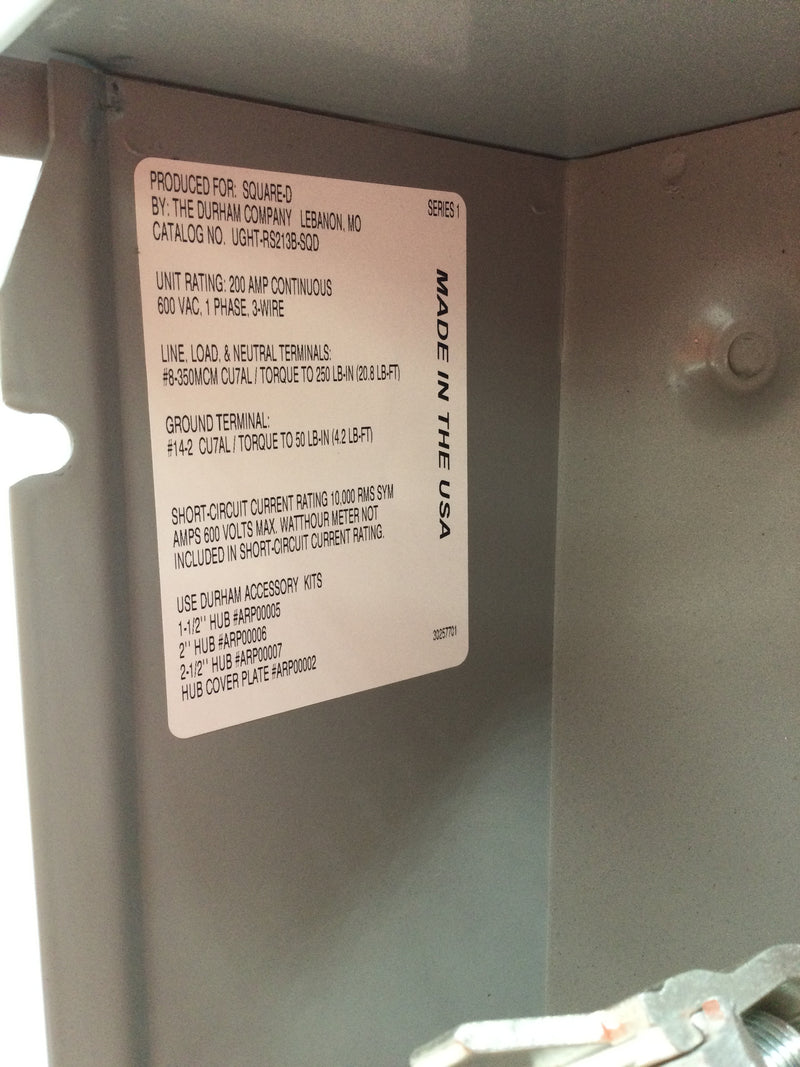 PRODUCED FOR: SQUARE-D
BY: THE DURHAM COMPANY LEBANON, MO
CATALOG NO. UGHT-RS213B-SQD
SERIES 1
UNIT RATING: 200 AMP CONTINUOUS
600 VAC, 1 PHASE, 3-WIRE
LINE, LOAD, & NEUTRAL TERMINALS:
#8-350MCM CU7AL / TORQUE TO 250 LB-IN (20.8 LB-FT)
GROUND TERMINAL:
#14-2 CU7AL / TORQUE TO 50 LB-IN (4.2 LB-FT)
MADE IN THE USA
SHORT-CIRCUIT CURRENT RATING 10,000 RMS SYM
AMPS 600 VOLTS MAX. WATTHOUR METER NOT
INCLUDED IN SHORT-CIRCUIT CURRENT RATING.
USE DURHAM ACCESSORY KITS
1-1/2" HUB #ARP00005
2" HUB #ARP00006
2-1/2" HUB #ARP00007
HUB COVER PLATE #ARP00002
30257701